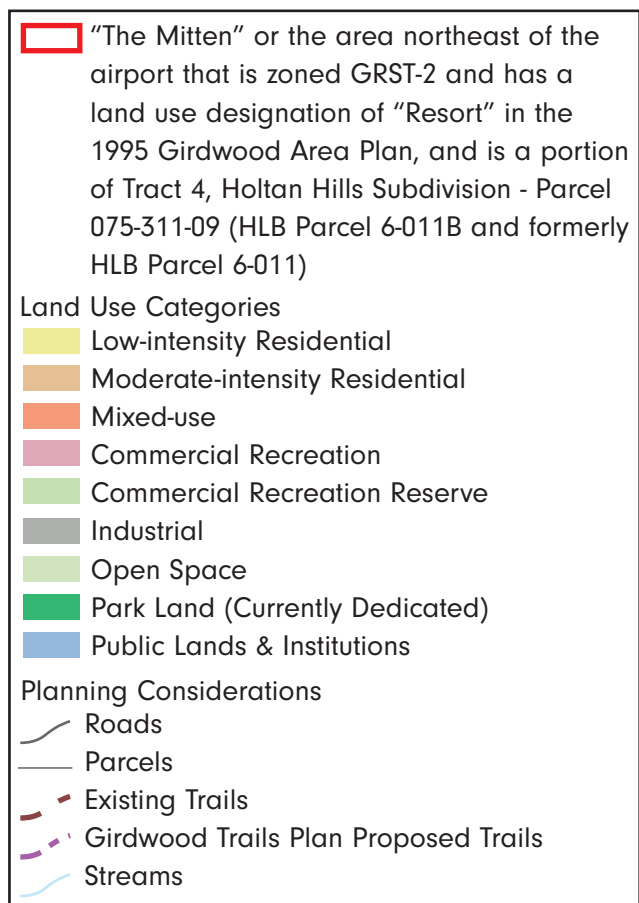 “The Mitten” or the area northeast of the
airport that is zoned GRST-2 and has a
land use designation of “Resort” in the
1995 Girdwood Area Plan, and is a portion
of Tract 4, Holtan Hills Subdivision - Parcel
075-311-09 (HLB Parcel 6-011B and formerly
HLB Parcel 6-011)
Land Use Categories
Low-intensity Residential
Moderate-intensity Residential
Mixed-use
Commercial Recreation
Commercial Recreation Reserve
Industrial
Open Space
Park Land (Currently Dedicated)
Public Lands & Institutions
Planning Considerations
Roads
Parcels
Existing Trails
Girdwood Trails Plan Proposed Trails
Streams